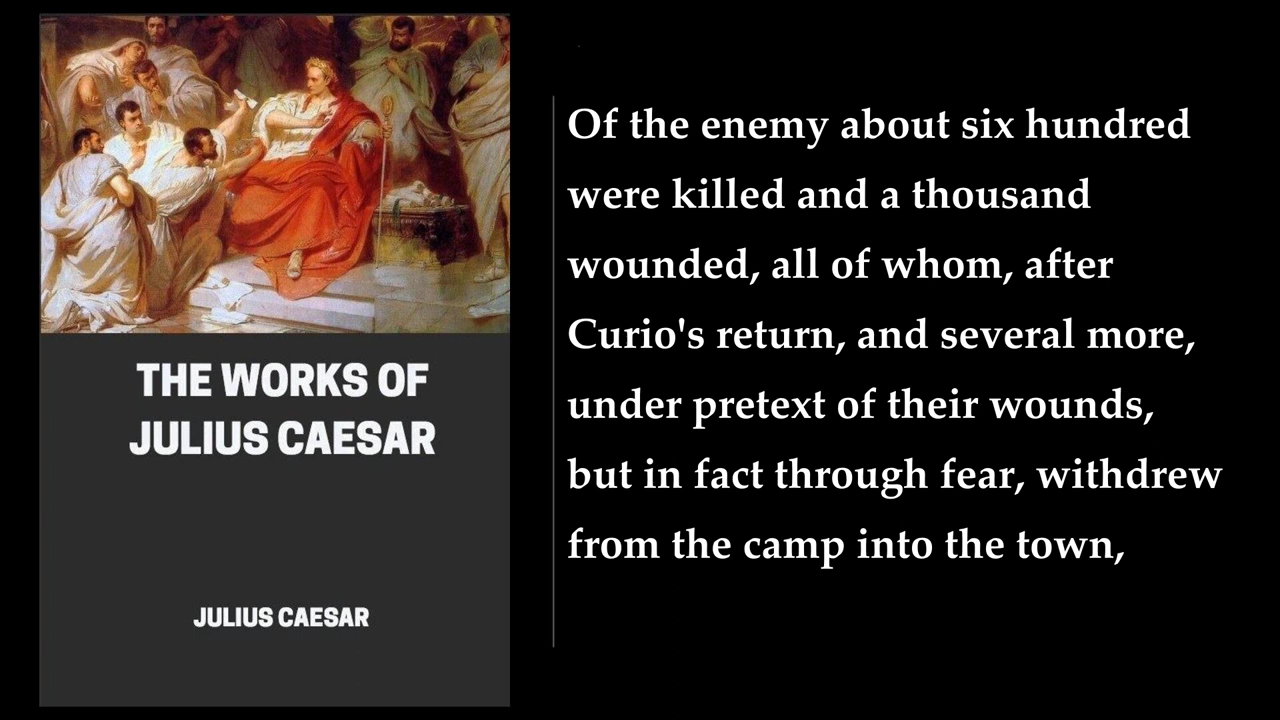 THE WORKS OF
JULIUS CAESAR
JULIUS CAESAR
Of the enemy about six hundred
were killed and a thousand
wounded, all of whom, after
Curio's return, and several more,
under pretext of their wounds,
but in fact through fear, withdrew
from the camp into the town,